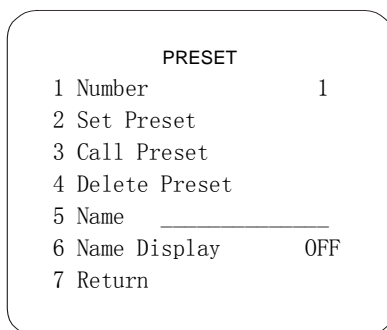 PRESET
1 Number 1
2 Set Preset
3 Call Preset
4 Delete Preset
5 Name ______________
6 Name Display OFF
7 Return